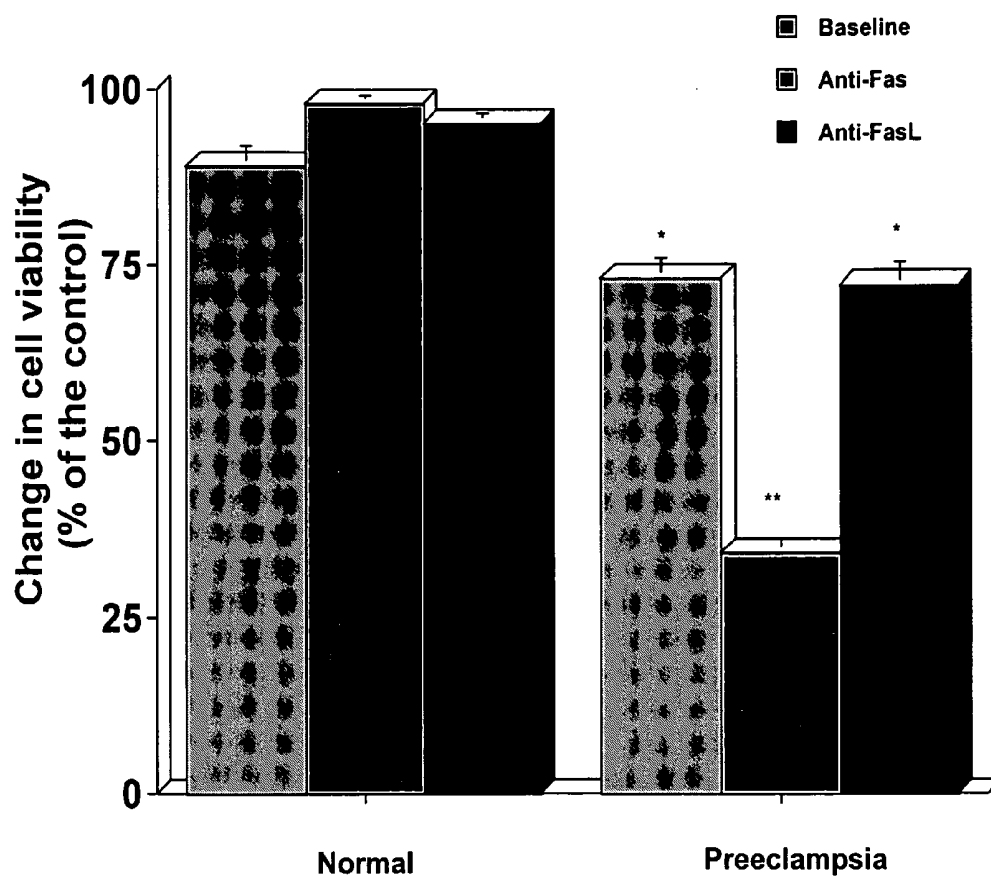 Baseline
Anti-Fas
Anti-FasL
Change in cell viability
(% of the control)
100
75
50
25
0
*
**
*
Normal
Preeclampsia